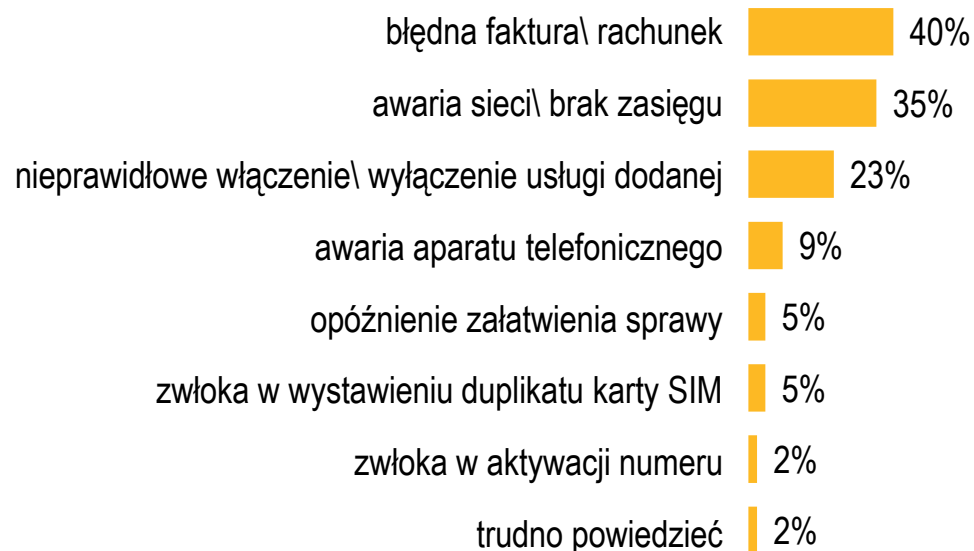 błędna faktura\ rachunek 40%
awaria sieci\ brak zasięgu 35%
nieprawidłowe włączenie\ wyłączenie usługi dodanej 23%
awaria aparatu telefonicznego 9%
opóźnienie załatwienia sprawy 5%
zwłoka w wystawieniu duplikatu karty SIM 5%
zwłoka w aktywacji numeru 2%
trudno powiedzieć 2%